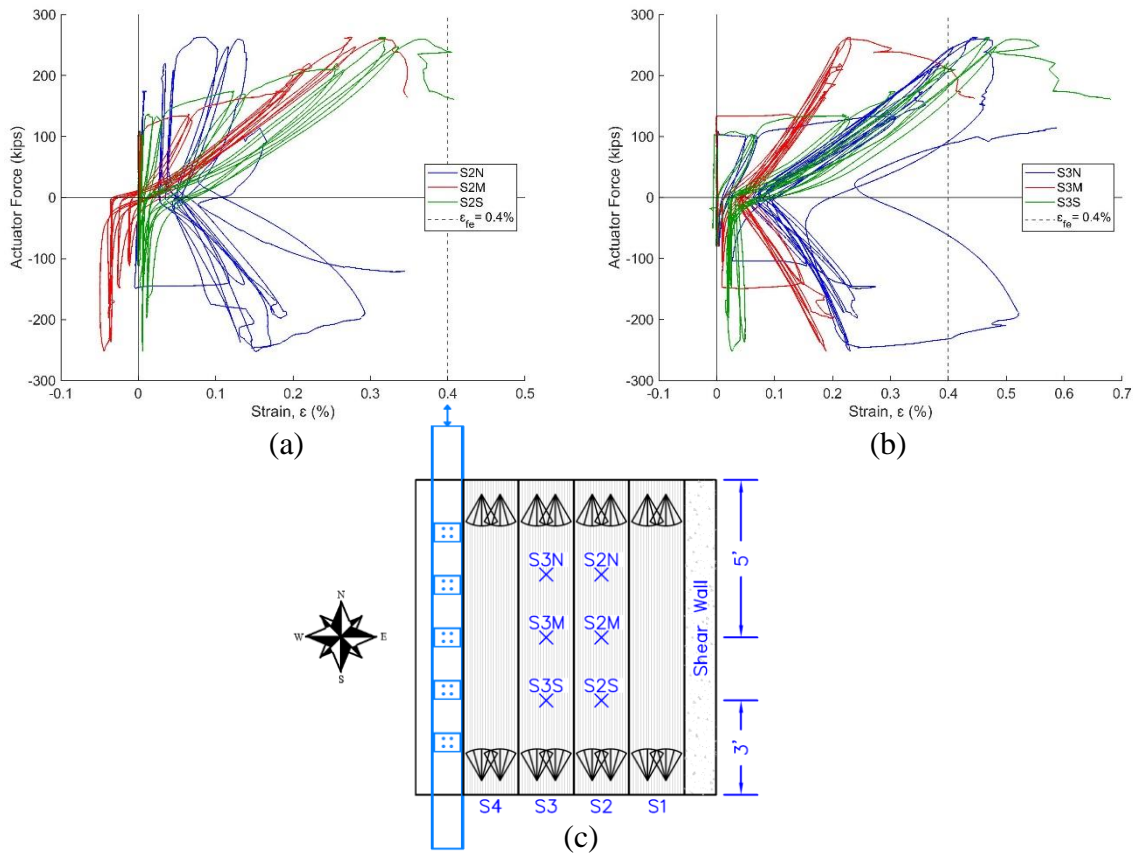 300
200
100
0
-100
-200
-300
Actuator Force (kips)
-0.1 0 0.1 0.2 0.3 0.4 0.5
Strain, ε (%)
S2N
S2M
S2S
εfe = 0.4%
(a)
300
200
100
0
-100
-200
-300
Actuator Force (kips)
-0.1 0 0.1 0.2 0.3 0.4 0.5 0.6 0.7
Strain, ε (%)
S3N
S3M
S3S
εfe = 0.4%
(b)
N
W E
S
S3N S2N
S3M S2M
S3S S2S
Shear Wall
5'
3'
S4 S3 S2 S1
(c)